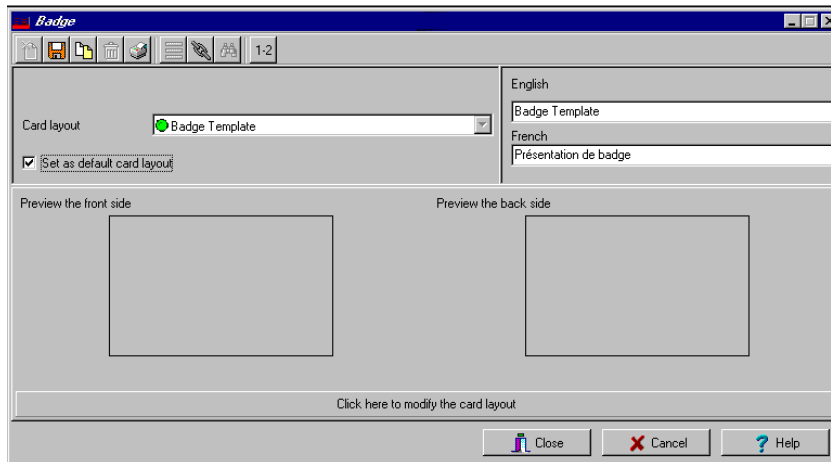 Badge
1-2
English
Badge Template
French
Présentation de badge
Card layout
Badge Template
Set as default card layout
Preview the front side
Preview the back side
Click here to modify the card layout
Close
Cancel
Help